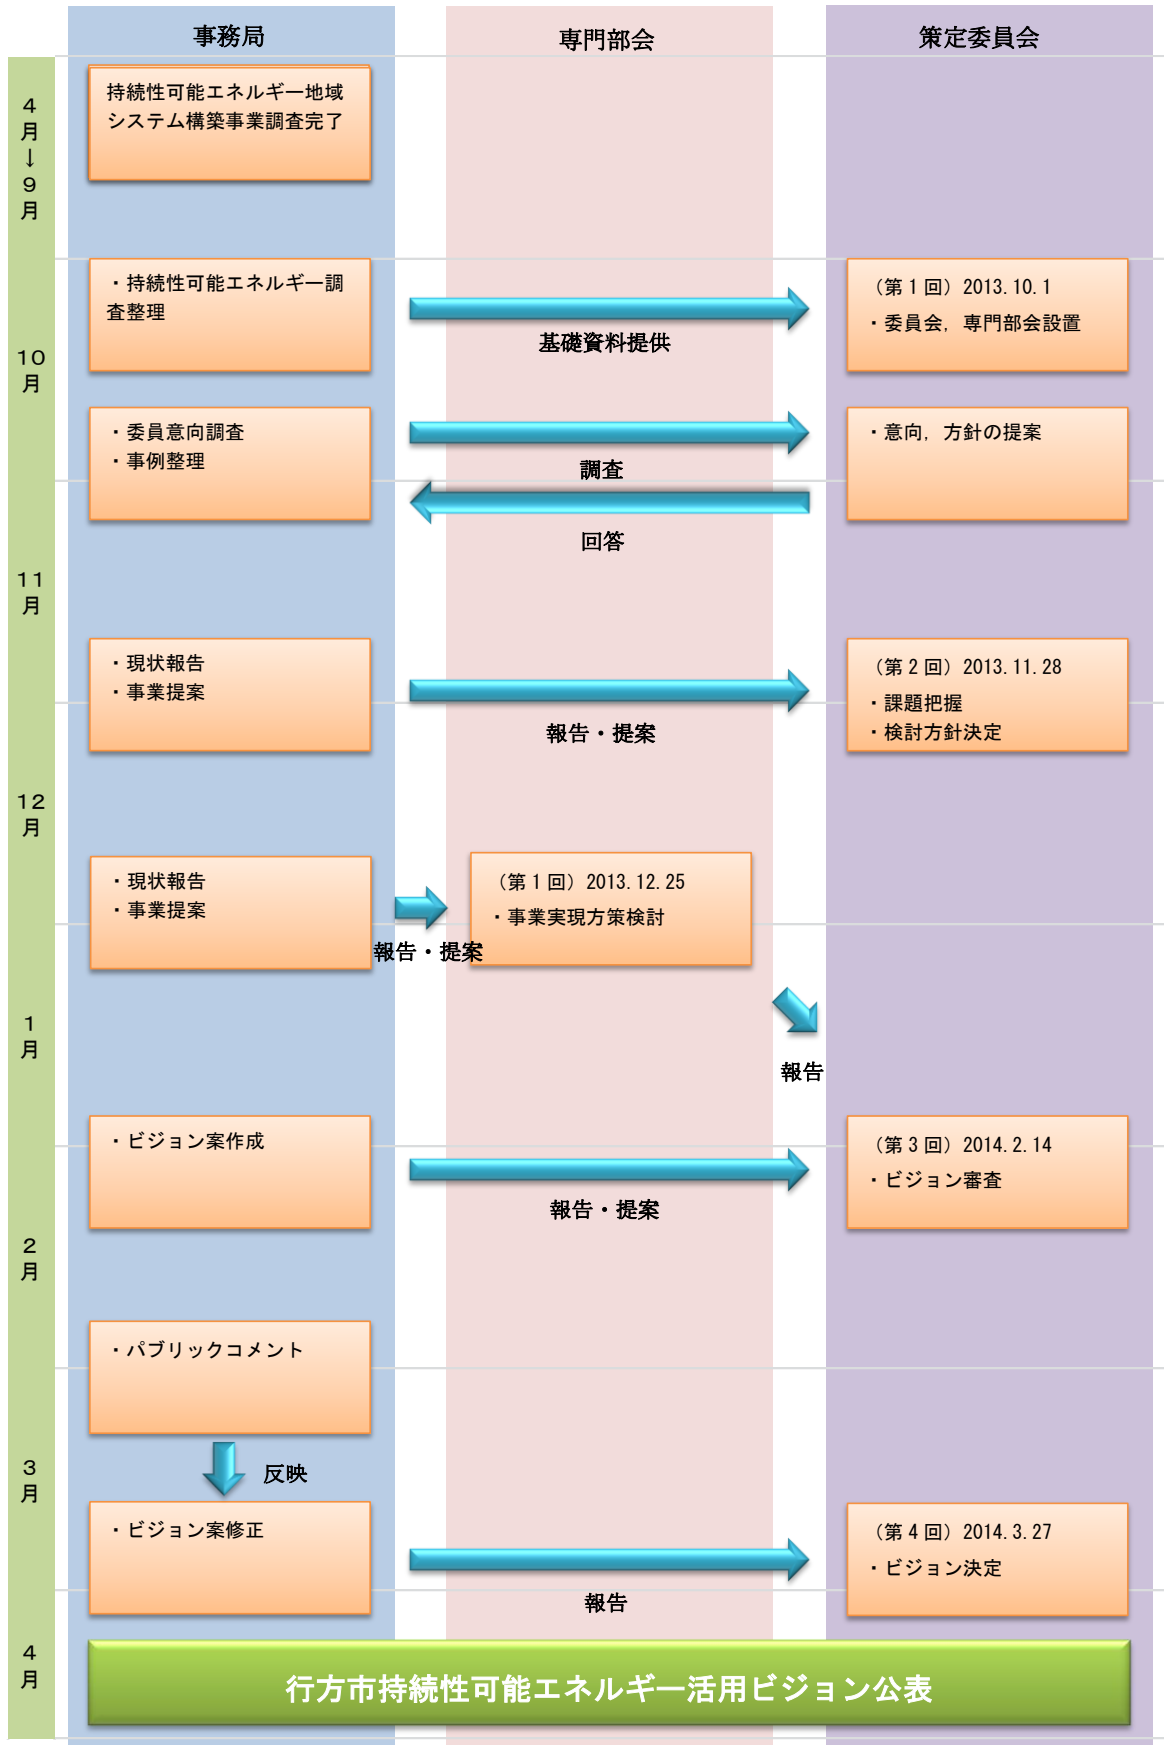 事務局
専門部会
策定委員会
4
月
↓
9
月
持続性可能エネルギー地域
システム構築事業調査完了
10
月
・持続性可能エネルギー調
査整理
基礎資料提供
（第１回）2013.10.1
・委員会，専門部会設置
・委員意向調査
・事例整理
調査
・意向，方針の提案
回答
11
月
・現状報告
・事業提案
報告・提案
（第２回）2013.11.28
・課題把握
・検討方針決定
12
月
・現状報告
・事業提案
報告・提案
（第１回）2013.12.25
・事業実現方策検討
1
月
報告
・ビジョン案作成
報告・提案
（第３回）2014.2.14
・ビジョン審査
2
月
・パブリックコメント
3
月
反映
・ビジョン案修正
報告
（第４回）2014.3.27
・ビジョン決定
4
月
行方市持続性可能エネルギー活用ビジョン公表